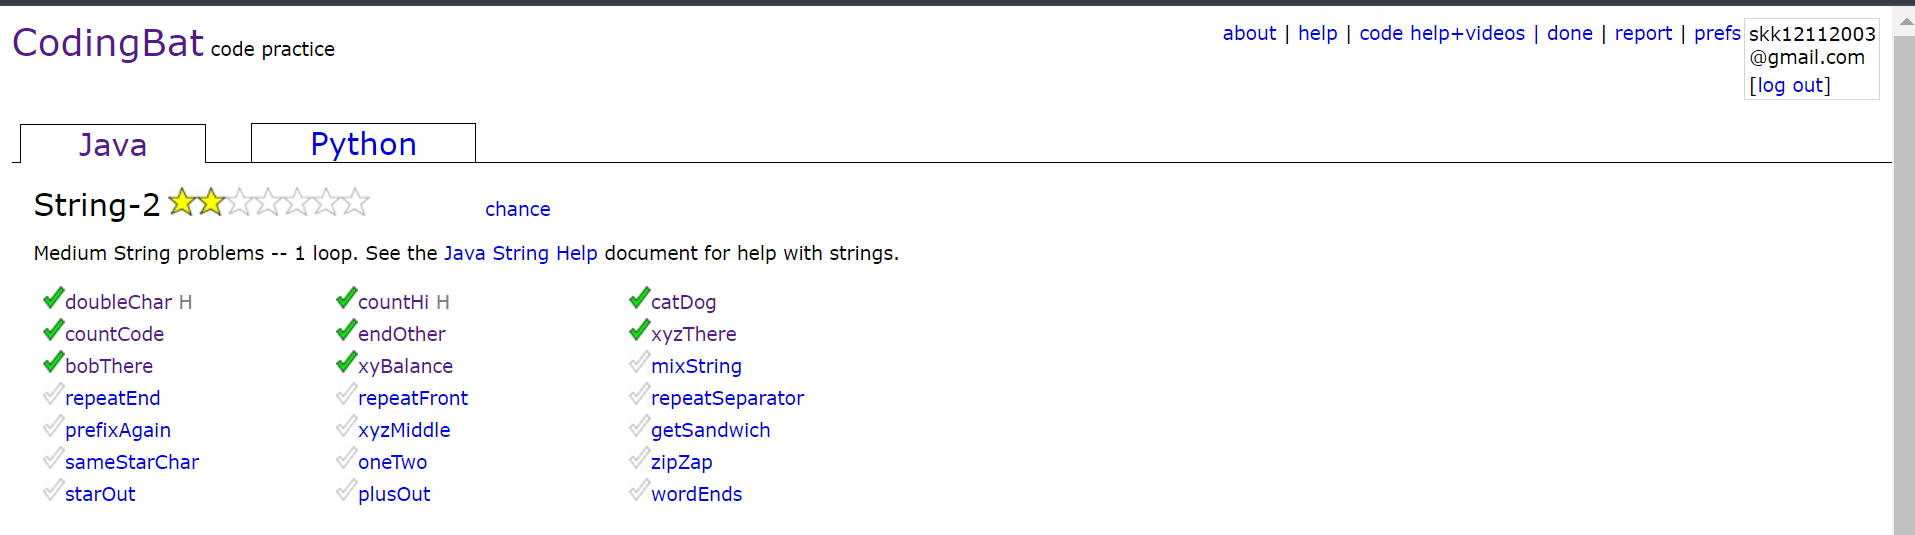 CodingBat code practice
about | help | code help+videos | done | report | prefs
skk12112003
@gmail.com
[log out]
Java
Python
String-2
chance
Medium String problems -- 1 loop. See the Java String Help document for help with strings.
doubleChar H countHi H catDog
countCode endOther xyzThere
bobThere xyBalance mixString
repeatEnd repeatFront repeatSeparator
prefixAgain xyzMiddle getSandwich
sameStarChar oneTwo zipZap
starOut plusOut wordEnds